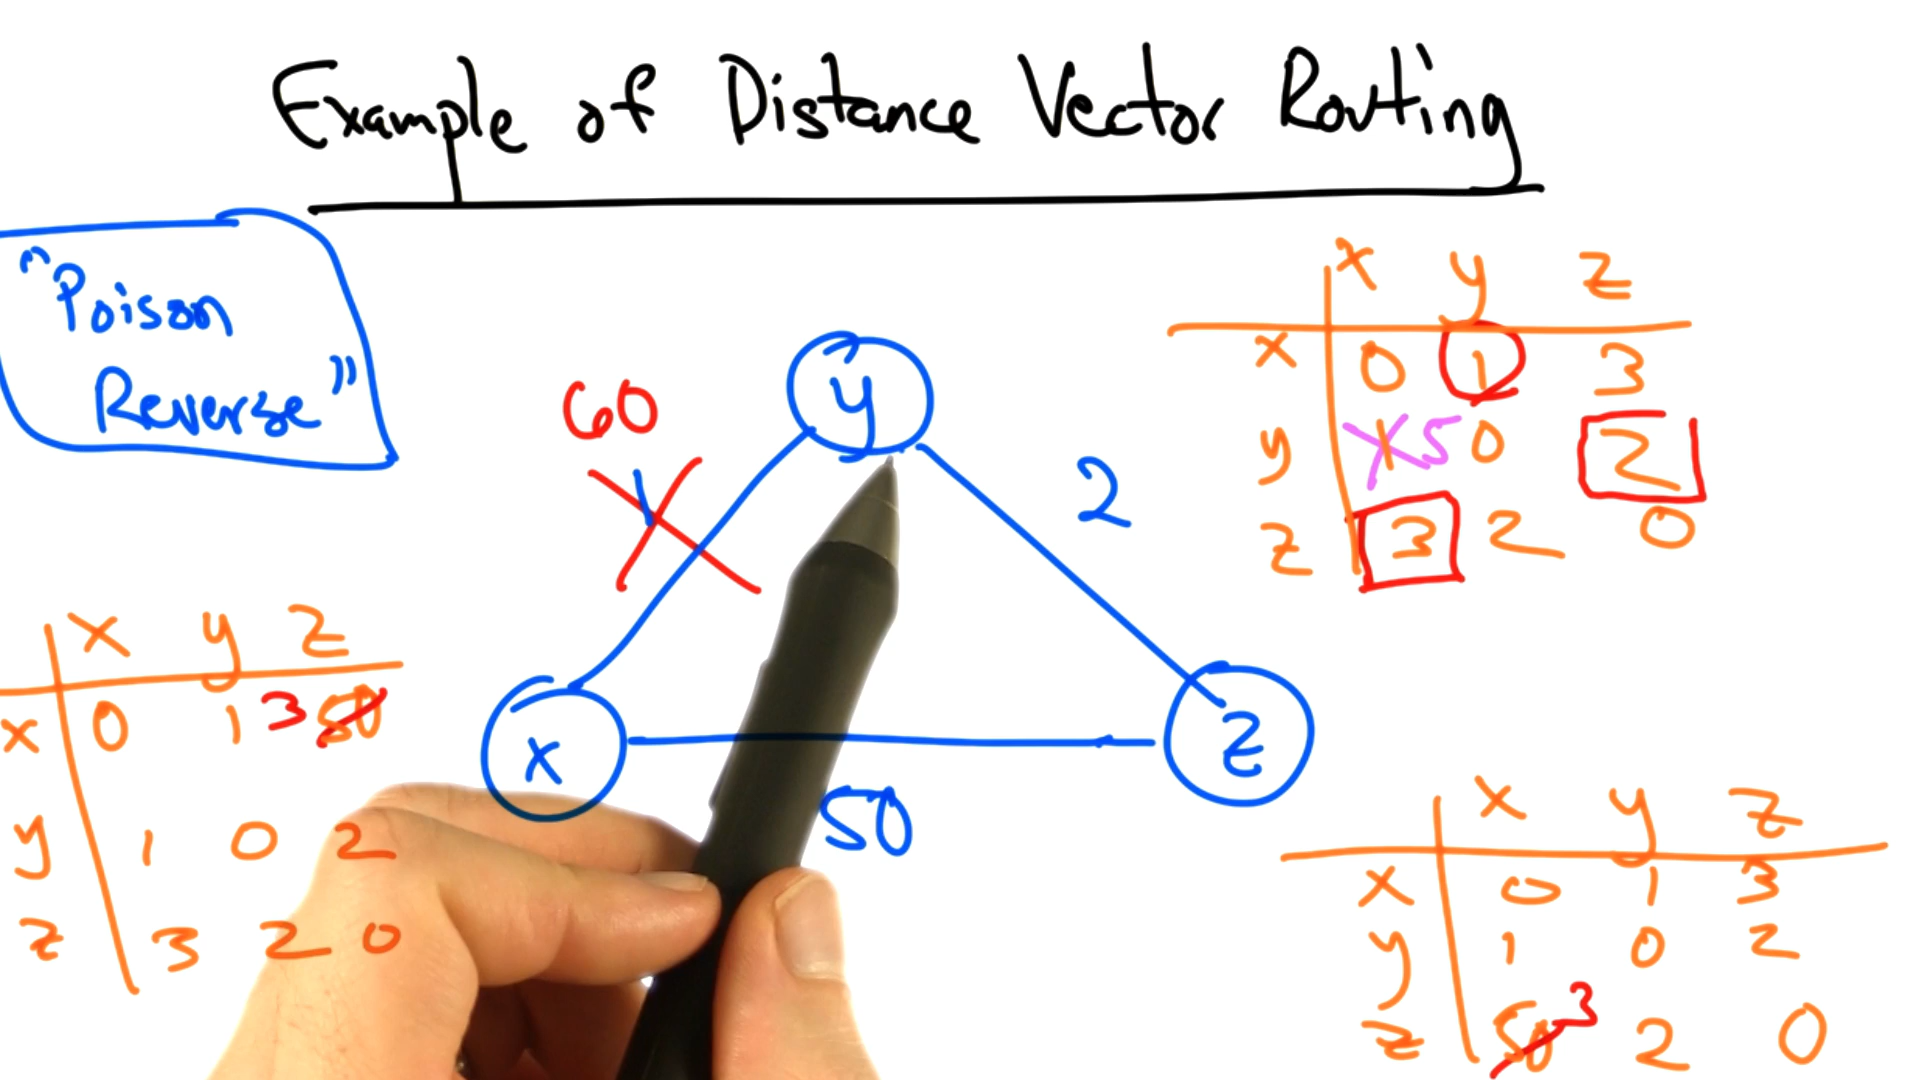 Example of Distance Vector Routing
"Poison
Reverse"
60
1
2
50
x
y
z
x y z
x 0 1 3
y 1 5 0 2
z 3 2 0
x y z
x 0 1 3 50
y 1 0 2
z 3 2 0
x y z
x 0 1 3
y 1 0 2
z 50 3 2 0